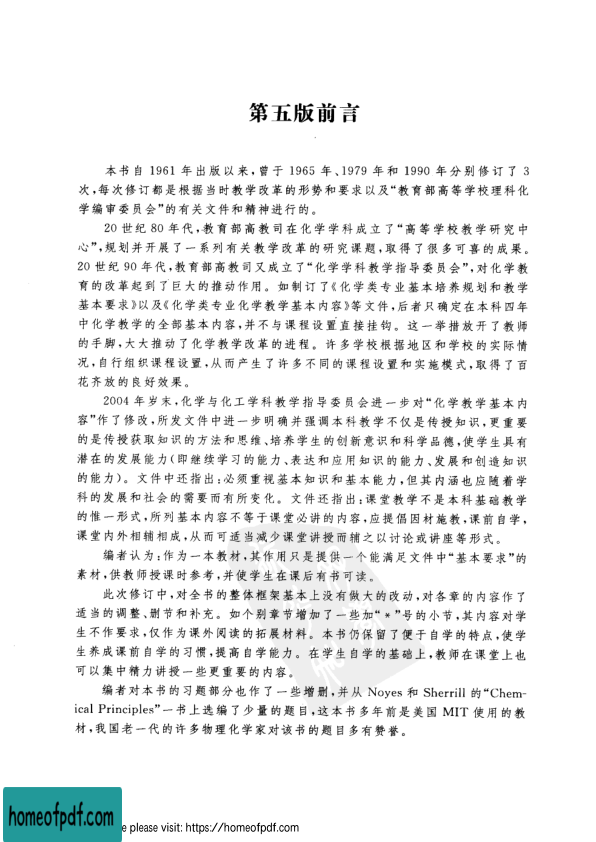 第五版前言
本书自 1961 年出版以来,曾于 1965 年、1979 年和 1990 年分别修订了 3
次,每次修订都是根据当时教学改革的形势和要求以及“教育部高等学校理科化
学编审委员会”的有关文件和精神进行的。
20 世纪 80 年代,教育部高教司在化学学科成立了“高等学校教学研究中
心”,规划并开展了一系列有关教学改革的研究课题,取得了很多可喜的成果。
20 世纪 90 年代,教育部高教司又成立了“化学学科教学指导委员会”,对化学教
育的改革起到了巨大的推动作用。如制订了《化学类专业基本培养规划和教学
基本要求》以及《化学类专业化学教学基本内容》等文件,后者只确定在本科四年
中化学教学的全部基本内容,并不与课程设置直接挂钩。这一举措放开了教师
的手脚,大大推动了化学教学改革的进程。许多学校根据地区和学校的实际情
况,自行组织课程设置,从而产生了许多不同的课程设置和实施模式,取得了百
花齐放的良好效果。
2004 年岁末,化学与化工学科教学指导委员会进一步对“化学教学基本内
容”作了修改,所发文件中进一步明确并强调本科教学不仅是传授知识,更重要
的是传授获取知识的方法和思维、培养学生的创新意识和科学品德,使学生具有
潜在的发展能力(即继续学习的能力、表达和应用知识的能力、发展和创造知识
的能力)。文件中还指出:必须重视基本知识和基本能力,但其内涵也应随着学
科的发展和社会的需要而有所变化。文件还指出:课堂教学不是本科基础教学
的惟一形式,所列基本内容不等于课堂必讲的内容,应提倡因材施教,课前自学,
课堂内外相辅相成,从而可适当减少课堂讲授而辅之以讨论或讲座等形式。
编者认为:作为一本教材,其作用只是提供一个能满足文件中“基本要求”的
素材,供教师授课时参考,并使学生在课后有书可读。
此次修订中,对全书的整体框架基本上没有做大的改动,对各章的内容作了
适当的调整、删节和补充。如个别章节增加了一些加“*”号的小节,其内容对学
生不作要求,仅作为课外阅读的拓展材料。本书仍保留了便于自学的特点,使学
生养成课前自学的习惯,提高自学能力。在学生自学的基础上,教师在课堂上也
可以集中精力讲授一些更重要的内容。
编者对本书的习题部分也作了一些增删,并从 Noyes 和 Sherrill 的“Chem-
ical Principles”一书上选编了少量的题目,这本书多年前是美国 MIT 使用的教
材,我国老一代的许多物理化学家对该书的题目多有赞誉。
homeofpdf.com
e please visit: https://homeofpdf.com